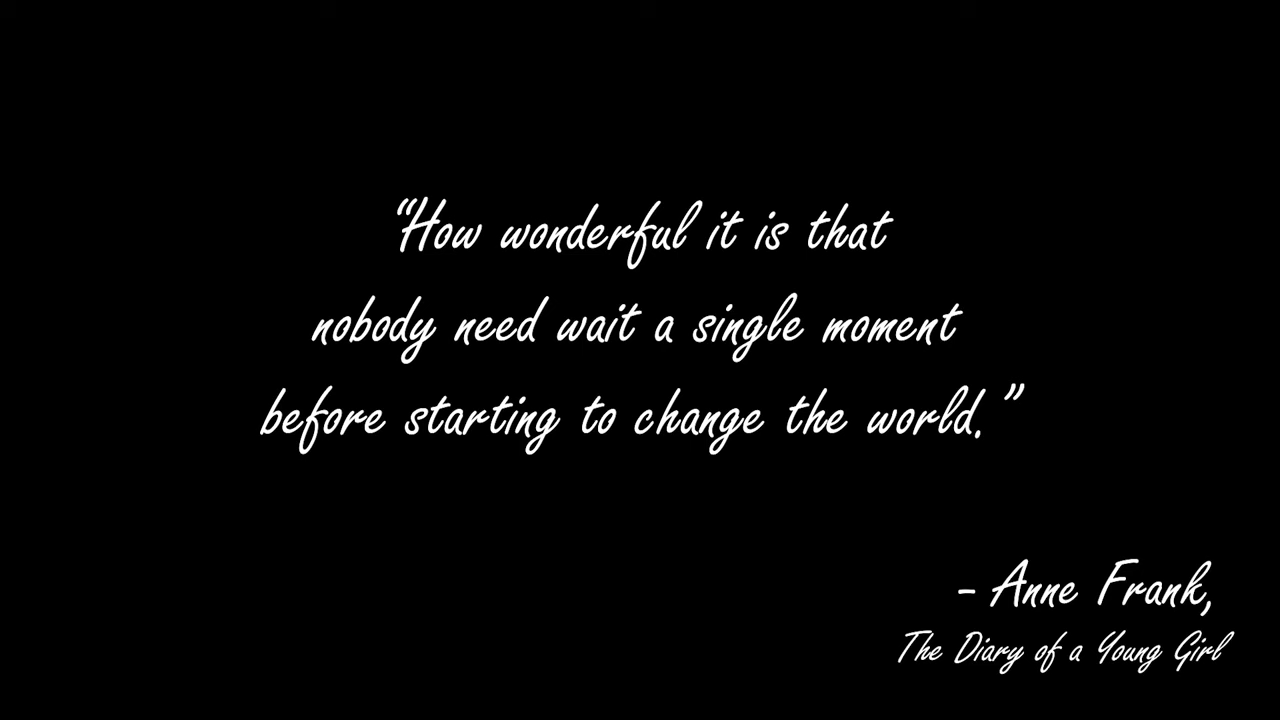 “How wonderful it is that
nobody need wait a single moment
before starting to change the world.”
- Anne Frank,
The Diary of a Young Girl